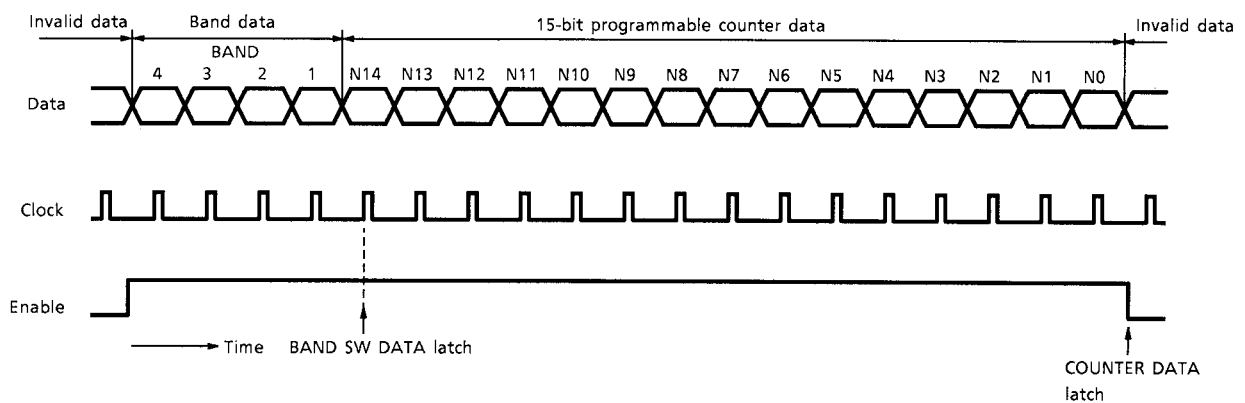 Invalid data Band data 15-bit programmable counter data Invalid data
BAND
4 3 2 1 N14 N13 N12 N11 N10 N9 N8 N7 N6 N5 N4 N3 N2 N1 N0
Data
Clock
Enable
Time BAND SW DATA latch
COUNTER DATA
latch